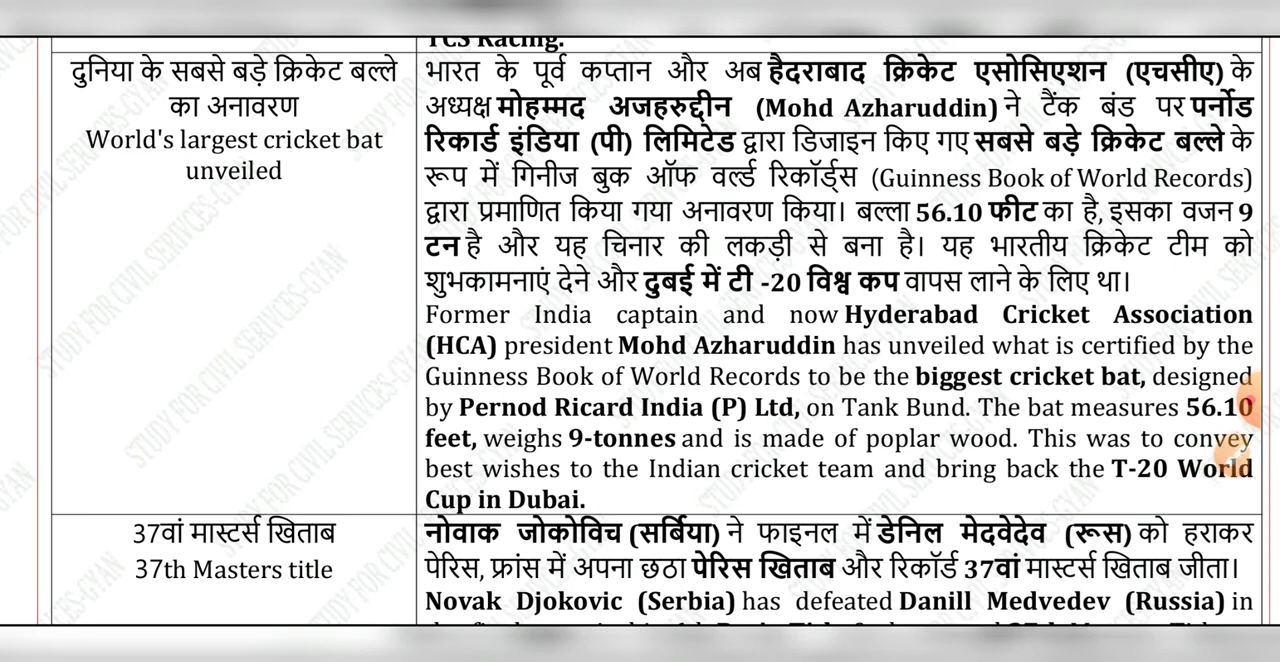 TCS Racing.
दुनिया के सबसे बड़े क्रिकेट बल्ले
का अनावरण
World's largest cricket bat
unveiled
भारत के पूर्व कप्तान और अब हैदराबाद क्रिकेट एसोसिएशन (एचसीए) के
अध्यक्ष मोहम्मद अजहरुद्दीन (Mohd Azharuddin) ने टैंक बंड पर पर्नोड
रिकार्ड इंडिया (पी) लिमिटेड द्वारा डिजाइन किए गए सबसे बड़े क्रिकेट बल्ले के
रूप में गिनीज बुक ऑफ वर्ल्ड रिकॉर्ड्स (Guinness Book of World Records)
द्वारा प्रमाणित किया गया अनावरण किया। बल्ला 56.10 फीट का है, इसका वजन 9
टन है और यह चिनार की लकड़ी से बना है। यह भारतीय क्रिकेट टीम को
शुभकामनाएं देने और दुबई में टी -20 विश्व कप वापस लाने के लिए था।
Former India captain and now Hyderabad Cricket Association
(HCA) president Mohd Azharuddin has unveiled what is certified by the
Guinness Book of World Records to be the biggest cricket bat, designed
by Pernod Ricard India (P) Ltd, on Tank Bund. The bat measures 56.10
feet, weighs 9-tonnes and is made of poplar wood. This was to convey
best wishes to the Indian cricket team and bring back the T-20 World
Cup in Dubai.
37वां मास्टर्स खिताब
37th Masters title
नोवाक जोकोविच (सर्बिया) ने फाइनल में डेनिल मेदवेदेव (रूस) को हराकर
पेरिस, फ्रांस में अपना छठा पेरिस खिताब और रिकॉर्ड 37वां मास्टर्स खिताब जीता।
Novak Djokovic (Serbia) has defeated Danill Medvedev (Russia) in
STUDY FOR CIVIL SERIVCES-GYAN